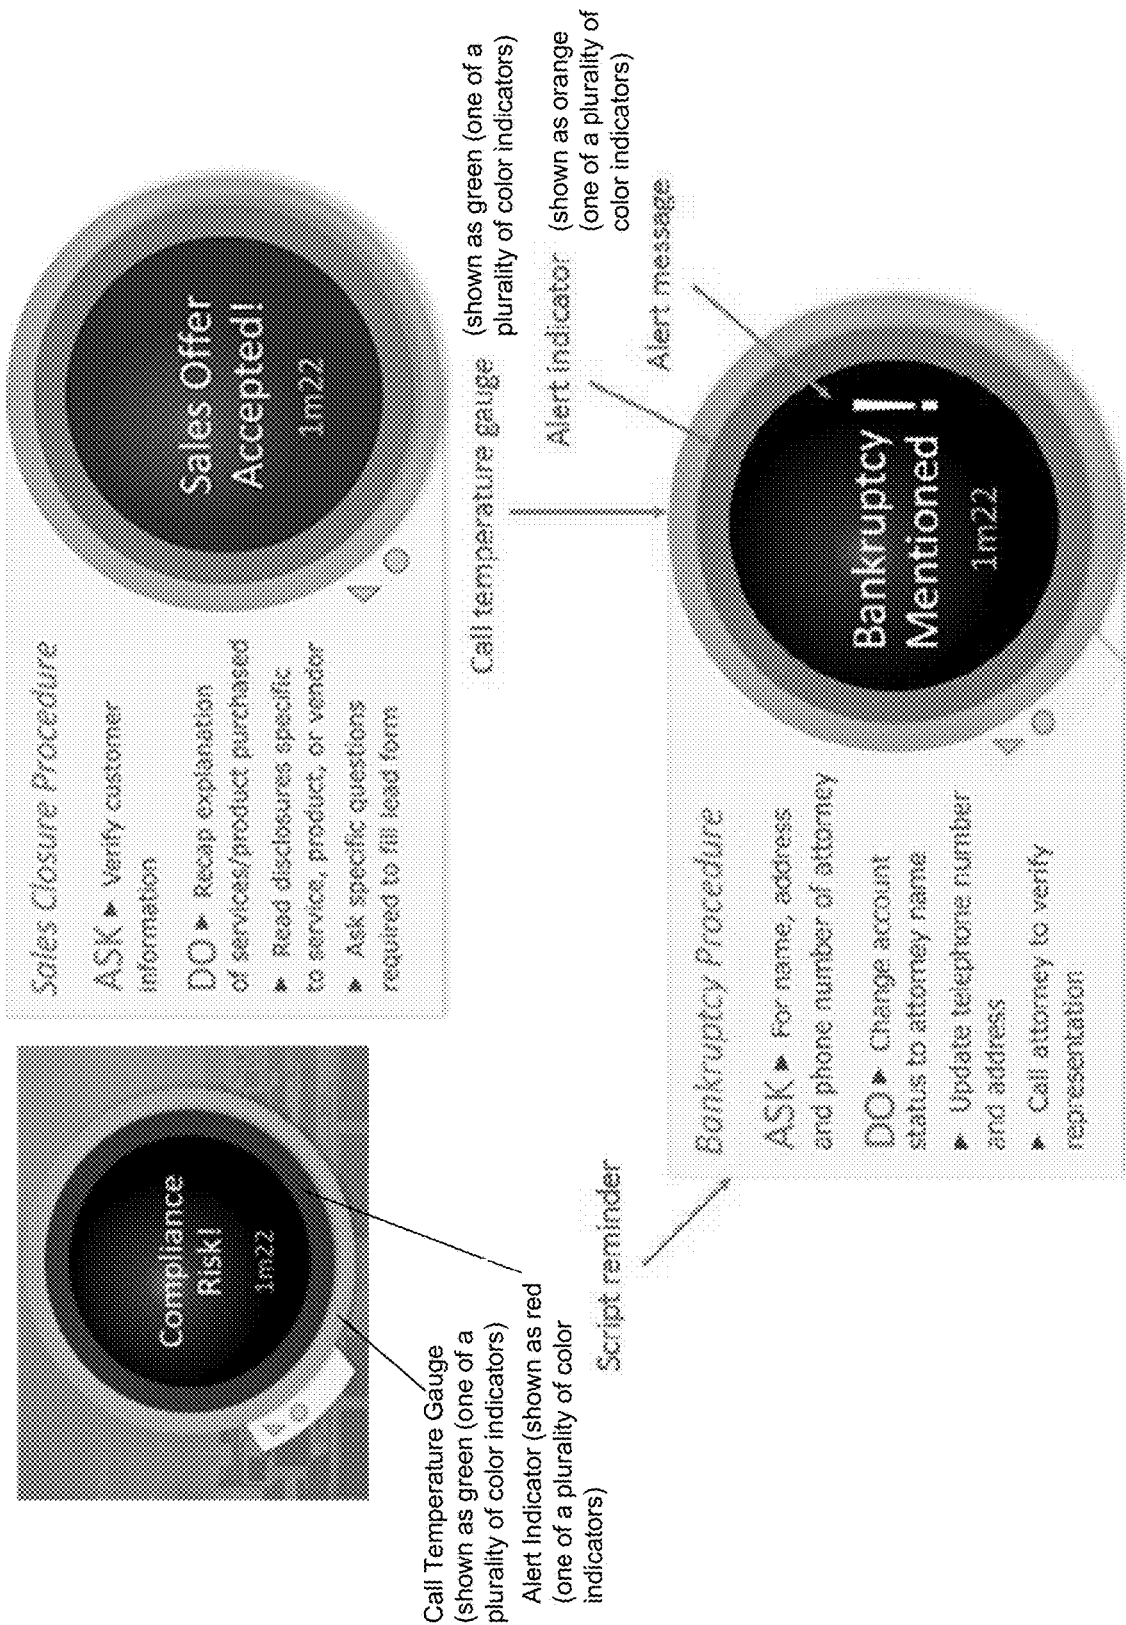 Compliance
Risk!
1m22
Call Temperature Gauge
(shown as green (one of a
plurality of color indicators)
Alert Indicator (shown as red
(one of a plurality of color
indicators)
Sales Closure Procedure
ASK ▸ Verify customer
information
DO ▸ Recap explanation
of services/product purchased
▸ Read disclosures specific
to service, product, or vendor
▸ Ask specific questions
required to fill lead form
Sales Offer
Accepted!
1m22
Call temperature gauge
(shown as green (one of a
plurality of color indicators)
Alert indicator
(shown as orange
(one of a plurality of
color indicators)
Alert message
Script reminder
Bankruptcy Procedure
ASK ▸ For name, address
and phone number of attorney
DO ▸ Change account
status to attorney name
▸ Update telephone number
and address
▸ Call attorney to verify
representation
Bankruptcy
Mentioned !
1m22